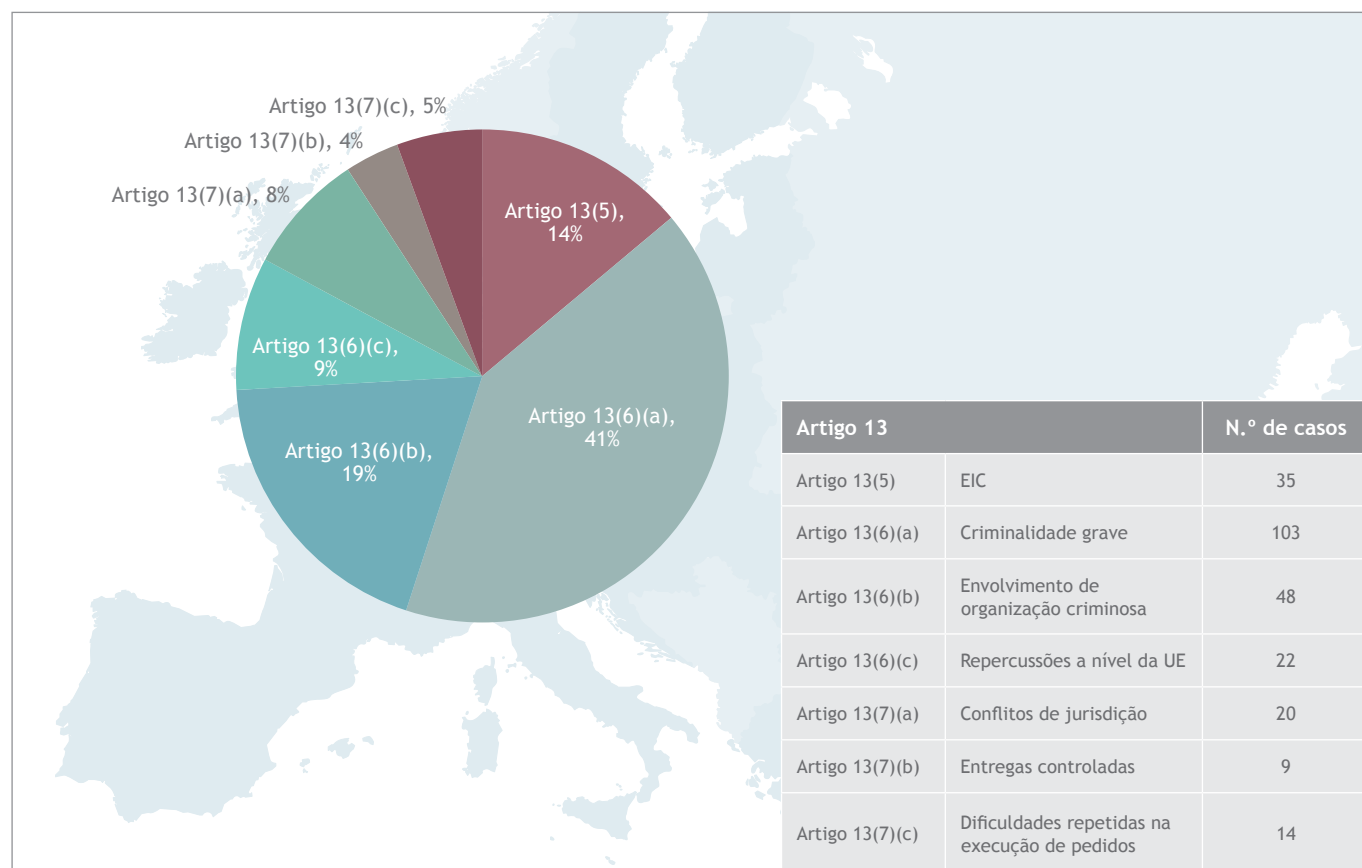 Artigo 13(7)(c), 5%
Artigo 13(7)(b), 4%
Artigo 13(7)(a), 8%
Artigo 13(5),
14%
Artigo 13(6)(c),
9%
Artigo 13(6)(a),
41%
Artigo 13(6)(b),
19%
Artigo 13 N.º de casos
Artigo 13(5) EIC 35
Artigo 13(6)(a) Criminalidade grave 103
Artigo 13(6)(b) Envolvimento de
organização criminosa 48
Artigo 13(6)(c) Repercussões a nível da UE 22
Artigo 13(7)(a) Conflitos de jurisdição 20
Artigo 13(7)(b) Entregas controladas 9
Artigo 13(7)(c) Dificuldades repetidas na
execução de pedidos 14